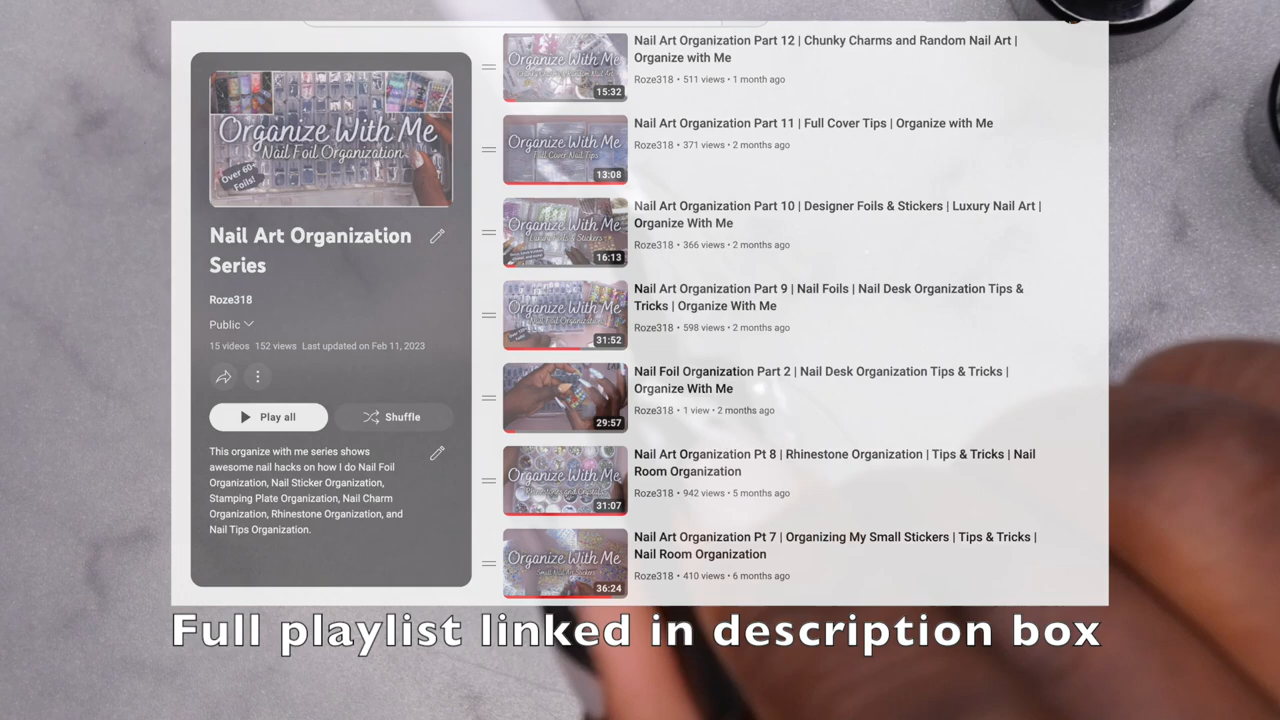 Organize With Me
Nail Foil Organization
Over 60
Foils!
Nail Art Organization
Series
Roze318
Public
15 videos 152 views Last updated on Feb 11, 2023
Play all
Shuffle
This organize with me series shows
awesome nail hacks on how I do Nail Foil
Organization, Nail Sticker Organization,
Stamping Plate Organization, Nail Charm
Organization, Rhinestone Organization, and
Nail Tips Organization.
Organize With Me
15:32
Nail Art Organization Part 12 | Chunky Charms and Random Nail Art |
Organize with Me
Roze318 • 511 views • 1 month ago
Organize With Me
Full Cover Nail Tips
13:08
Nail Art Organization Part 11 | Full Cover Tips | Organize with Me
Roze318 • 371 views • 2 months ago
Organize With Me
Luxury Foils & Stickers
16:13
Nail Art Organization Part 10 | Designer Foils & Stickers | Luxury Nail Art |
Organize With Me
Roze318 • 366 views • 2 months ago
Organize With Me
Nail Foil Organization
31:52
Nail Art Organization Part 9 | Nail Foils | Nail Desk Organization Tips &
Tricks | Organize With Me
Roze318 • 598 views • 2 months ago
29:57
Nail Foil Organization Part 2 | Nail Desk Organization Tips & Tricks |
Organize With Me
Roze318 • 1 view • 2 months ago
Organize With Me
31:07
Nail Art Organization Pt 8 | Rhinestone Organization | Tips & Tricks | Nail
Room Organization
Roze318 • 942 views • 5 months ago
Organize With Me
Small Nail Art Stickers
36:24
Nail Art Organization Pt 7 | Organizing My Small Stickers | Tips & Tricks |
Nail Room Organization
Roze318 • 410 views • 6 months ago
Full playlist linked in description box